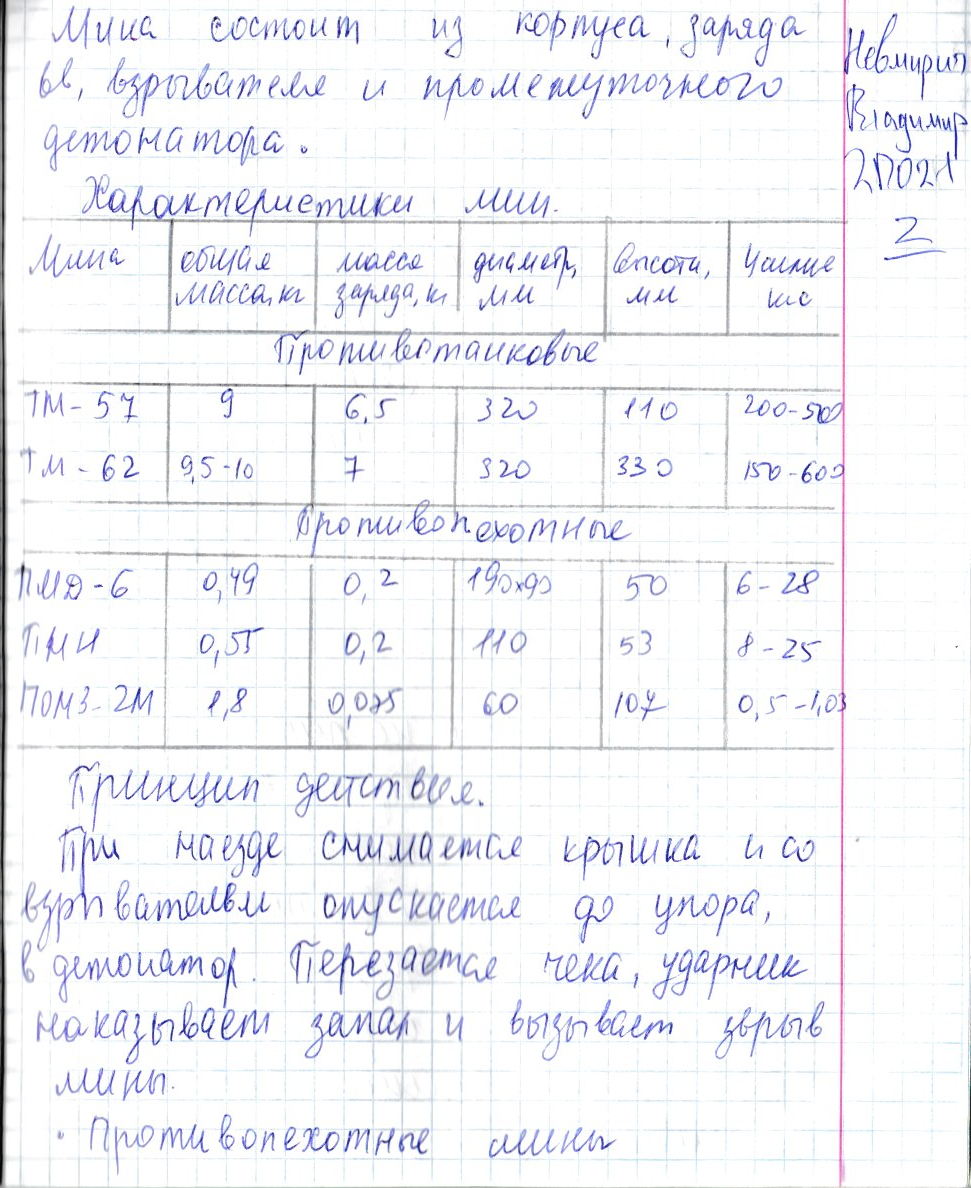 Мина состоит из корпуса, заряда
ВВ, взрывателя и промежуточного
детонатора.
Невмирич
Владимир
2П021
2
Характеристики мин.
Мина общая масса диаметр, высота, Усилие
масса,кг заряда, кг мм мм кгс
Противотанковые
ТМ-57 9 6,5 320 110 200-500
ТМ-62 9,5-10 7 320 330 150-600
Противопехотные
ПМД-6 0,49 0,2 190х90 50 6-28
ПМН 0,55 0,2 110 53 8-25
ПОМЗ-2М 1,8 0,075 60 107 0,5-1,03
Принцип действия.
При наезде снимается крышка и со
взрывателем опускается до упора,
в детонатор. Перезается чека, ударник
наказывает запал и вызывает зврыв
мины.
· Противопехотные мины